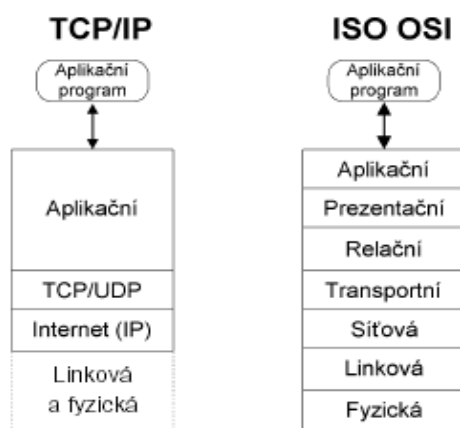 TCP/IP
Aplikační
program
Aplikační
TCP/UDP
Internet (IP)
Linková
a fyzická
ISO OSI
Aplikační
program
Aplikační
Prezentační
Relační
Transportní
Síťová
Linková
Fyzická